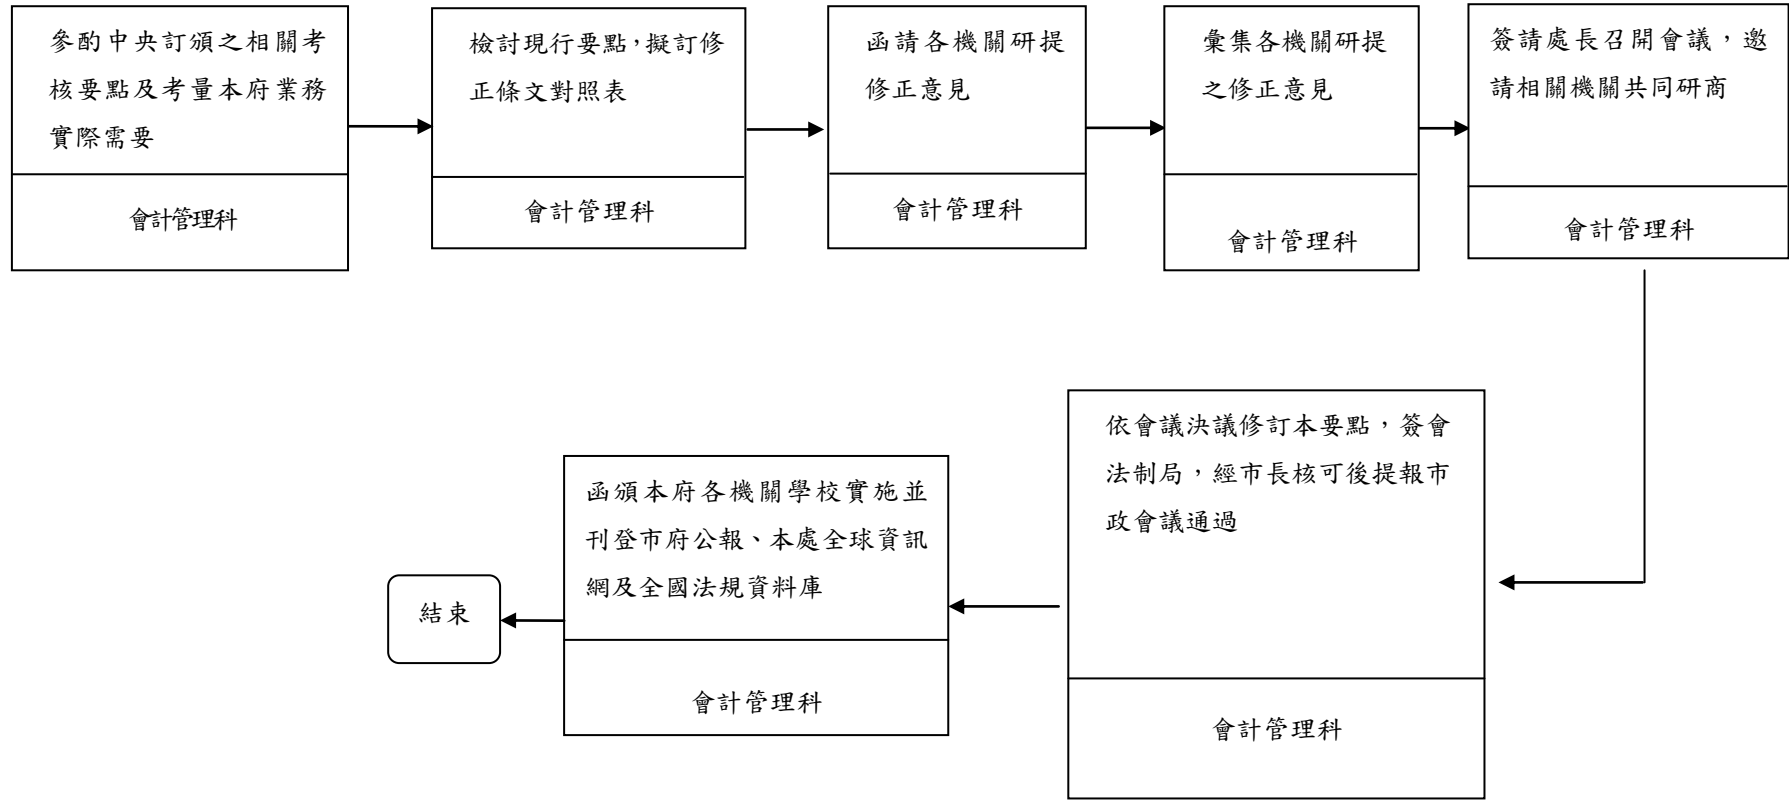 參酌中央訂頒之相關考
核要點及考量本府業務
實際需要
會計管理科
檢討現行要點，擬訂修
正條文對照表
會計管理科
函請各機關研提
修正意見
會計管理科
彙集各機關研提
之修正意見
會計管理科
簽請處長召開會議，邀
請相關機關共同研商
會計管理科
依會議決議修訂本要點，簽會
法制局，經市長核可後提報市
政會議通過
會計管理科
函頒本府各機關學校實施並
刊登市府公報、本處全球資訊
網及全國法規資料庫
會計管理科
結束